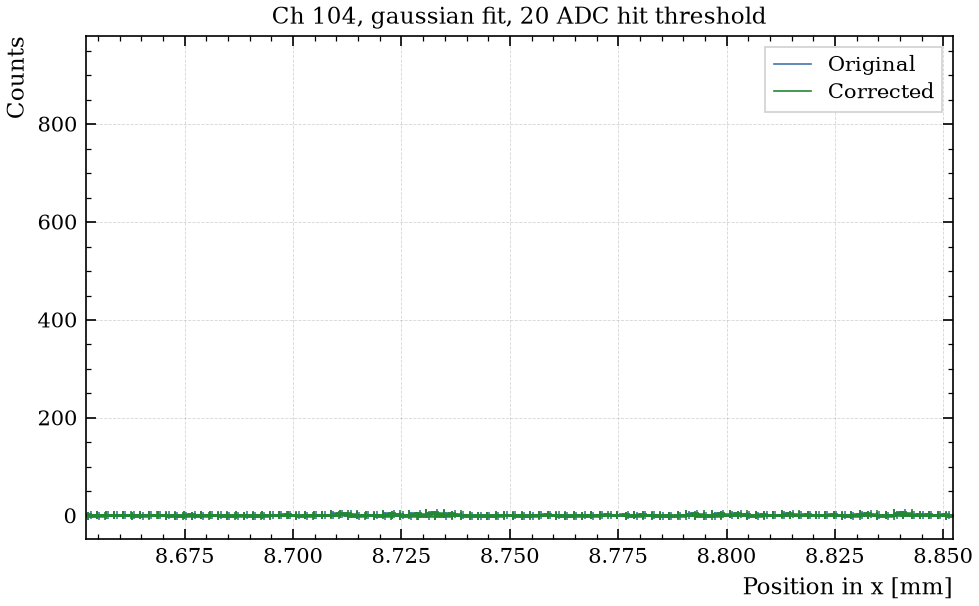 Ch 104, gaussian fit, 20 ADC hit threshold
Counts
Original
Corrected
800
600
400
200
0
8.675 8.700 8.725 8.750 8.775 8.800 8.825 8.850
Position in x [mm]